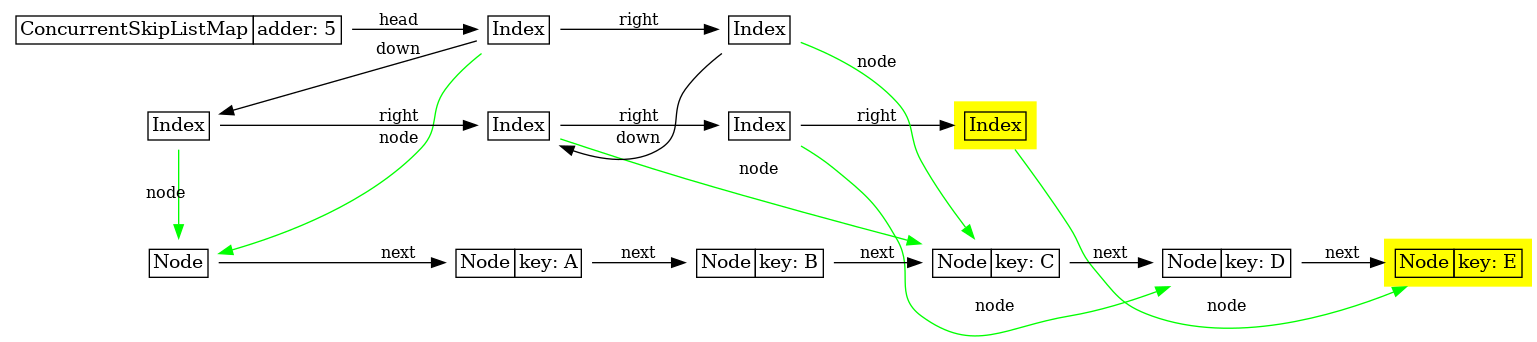 ConcurrentSkipListMap adder: 5 head Index right Index
down node
Index right Index right Index right Index
node down
node
node
Node next Node key: A next Node key: B next Node key: C next Node key: D next Node key: E
node node